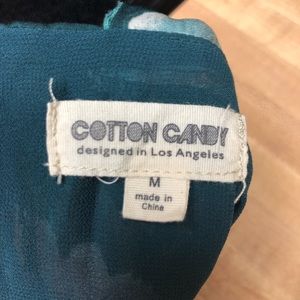 COTTON CANDY
designed in Los Angeles
M
made in
China